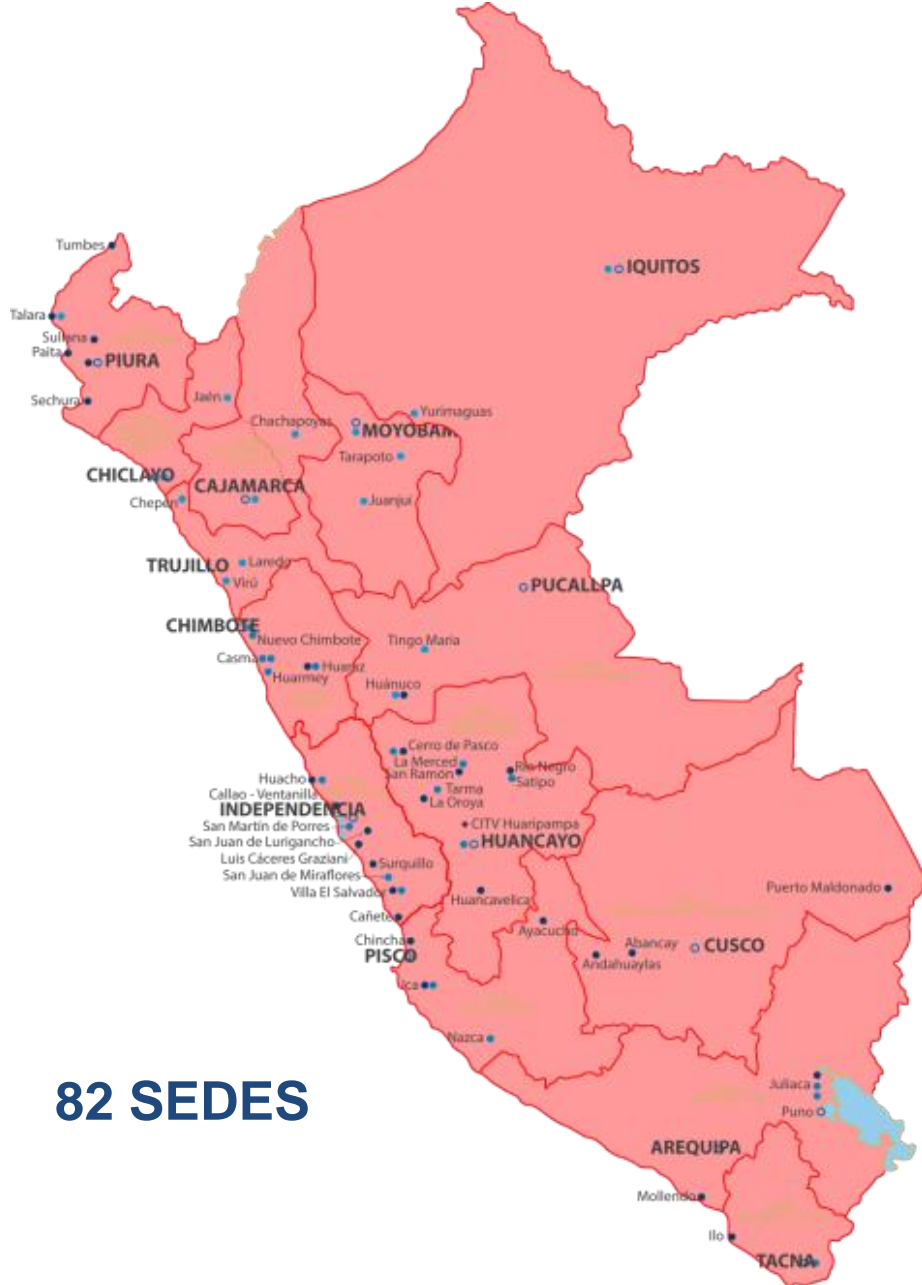 Tumbes
IQUITOS
Talara
Sullana
Paita
PIURA
Sechura
Jaén
Yurimaguas
Chachapoyas
MOYOBAM
Tarapoto
CHICLAYO
CAJAMARCA
Chepén
Juanjui
TRUJILLO
Laredo
Virú
PUCALLPA
CHIMBOTE
Nuevo Chimbote
Tingo Maria
Casma
Huaraz
Huarmey
Huánuco
Cerro de Pasco
La Merced
San Ramón
Río Negro
Satipo
Huacho
Callao - Ventanilla
Tarma
La Oroya
INDEPENDENCIA
San Martín de Porres
CITV Huaripampa
San Juan de Lurigancho
HUANCAYO
Luis Cáceres Graziani
Surquillo
San Juan de Miraflores
Villa El Salvador
Huancavelica
Puerto Maldonado
Cañete
Ayacucho
Chincha
PISCO
Abancay
CUSCO
Andahuaylas
Ica
Nazca
82 SEDES
Juliaca
Puno
AREQUIPA
Mollendo
Ilo
TACNA